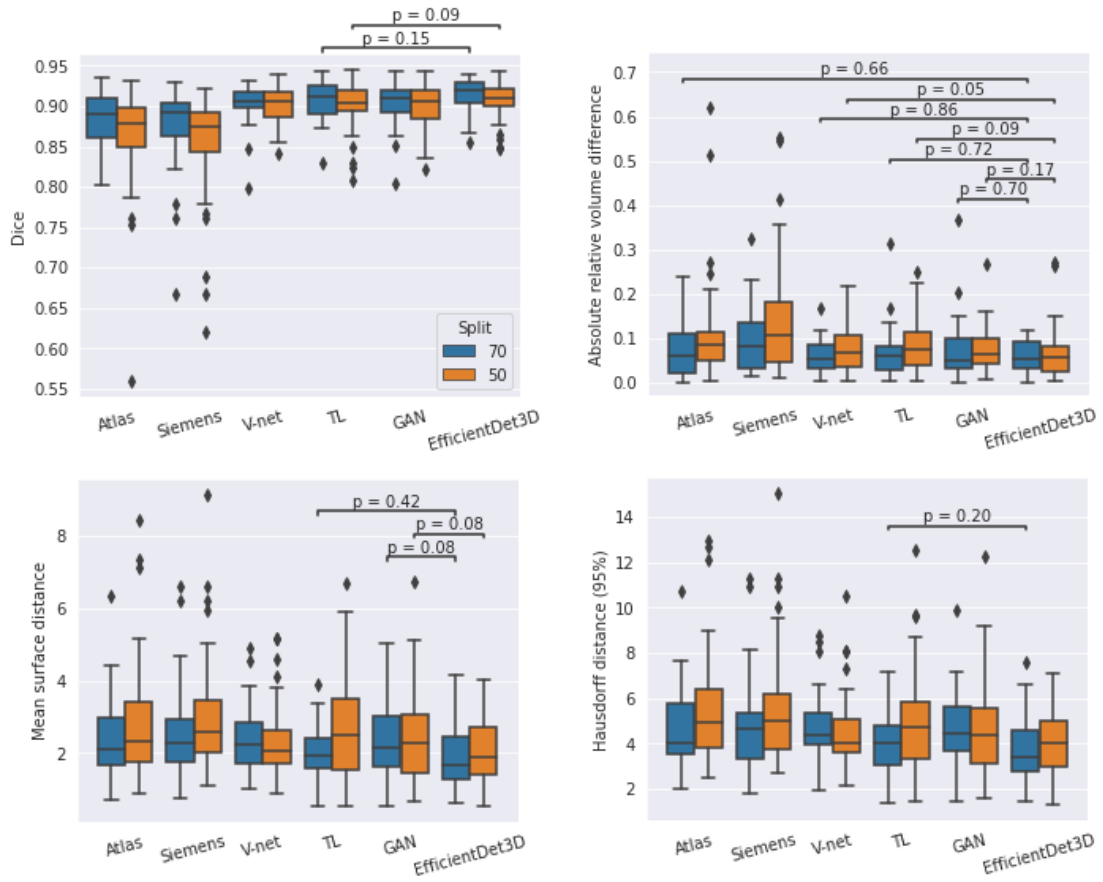 p = 0.09
p = 0.15
0.95
0.90
0.85
0.80
0.75
0.70
0.65
0.60
0.55
Dice
Split
70
50
Atlas
Siemens
V-net
TL
GAN
EfficientDet3D
0.7
0.6
0.5
0.4
0.3
0.2
0.1
0.0
Absolute relative volume difference
p = 0.66
p = 0.05
p = 0.86
p = 0.09
p = 0.72
p = 0.17
p = 0.70
Atlas
Siemens
V-net
TL
GAN
EfficientDet3D
8
6
4
2
Mean surface distance
p = 0.42
p = 0.08
p = 0.08
Atlas
Siemens
V-net
TL
GAN
EfficientDet3D
14
12
10
8
6
4
2
Hausdorff distance (95%)
p = 0.20
Atlas
Siemens
V-net
TL
GAN
EfficientDet3D